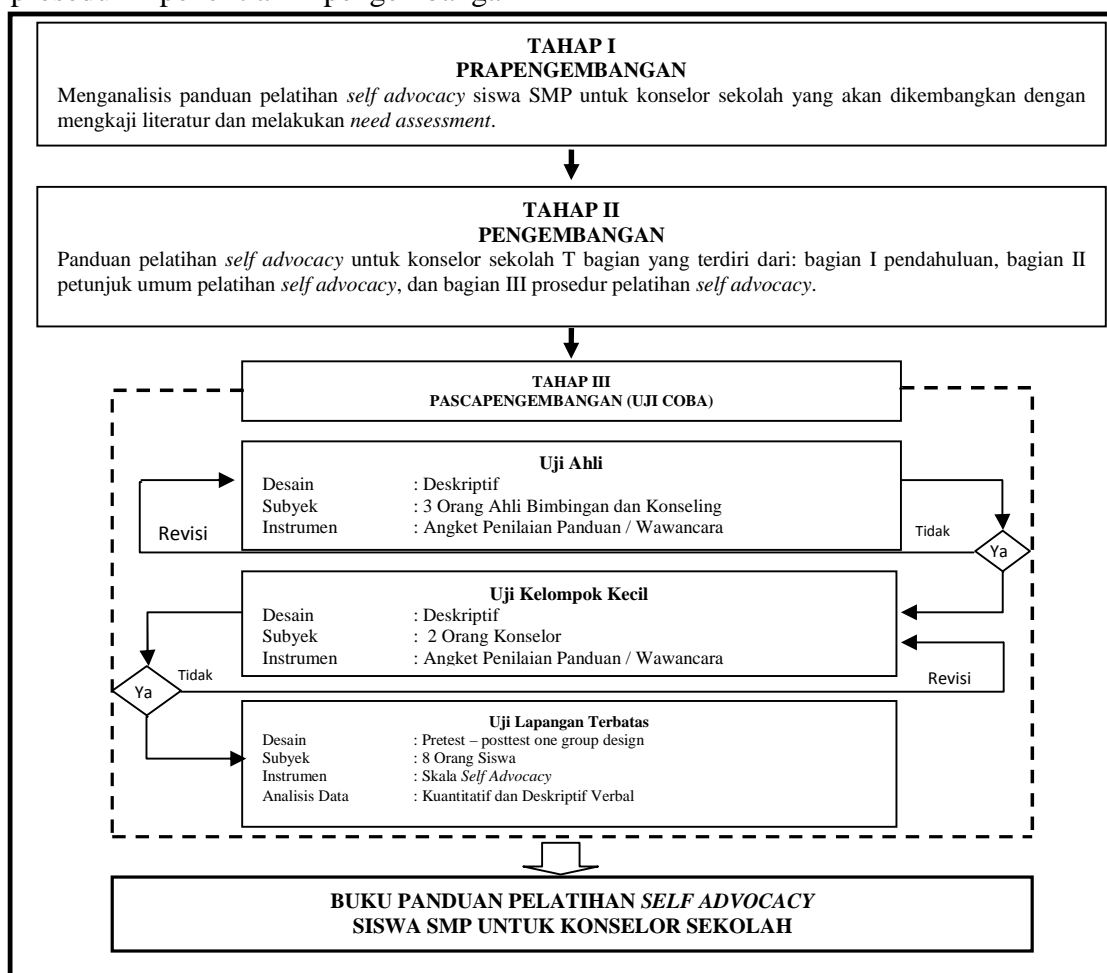 TAHAP I
PRAPENGEMBANGAN
Menganalisis panduan pelatihan self advocacy siswa SMP untuk konselor sekolah yang akan dikembangkan dengan
mengkaji literatur dan melakukan need assessment.
TAHAP II
PENGEMBANGAN
Panduan pelatihan self advocacy untuk konselor sekolah T bagian yang terdiri dari: bagian I pendahuluan, bagian II
petunjuk umum pelatihan self advocacy, dan bagian III prosedur pelatihan self advocacy.
TAHAP III
PASCAPENGEMBANGAN (UJI COBA)
Uji Ahli
Desain : Deskriptif
Subyek : 3 Orang Ahli Bimbingan dan Konseling
Instrumen : Angket Penilaian Panduan / Wawancara
Revisi
Tidak
Ya
Uji Kelompok Kecil
Desain : Deskriptif
Subyek : 2 Orang Konselor
Instrumen : Angket Penilaian Panduan / Wawancara
Tidak
Ya
Revisi
Uji Lapangan Terbatas
Desain : Pretest – posttest one group design
Subyek : 8 Orang Siswa
Instrumen : Skala Self Advocacy
Analisis Data : Kuantitatif dan Deskriptif Verbal
BUKU PANDUAN PELATIHAN SELF ADVOCACY
SISWA SMP UNTUK KONSELOR SEKOLAH